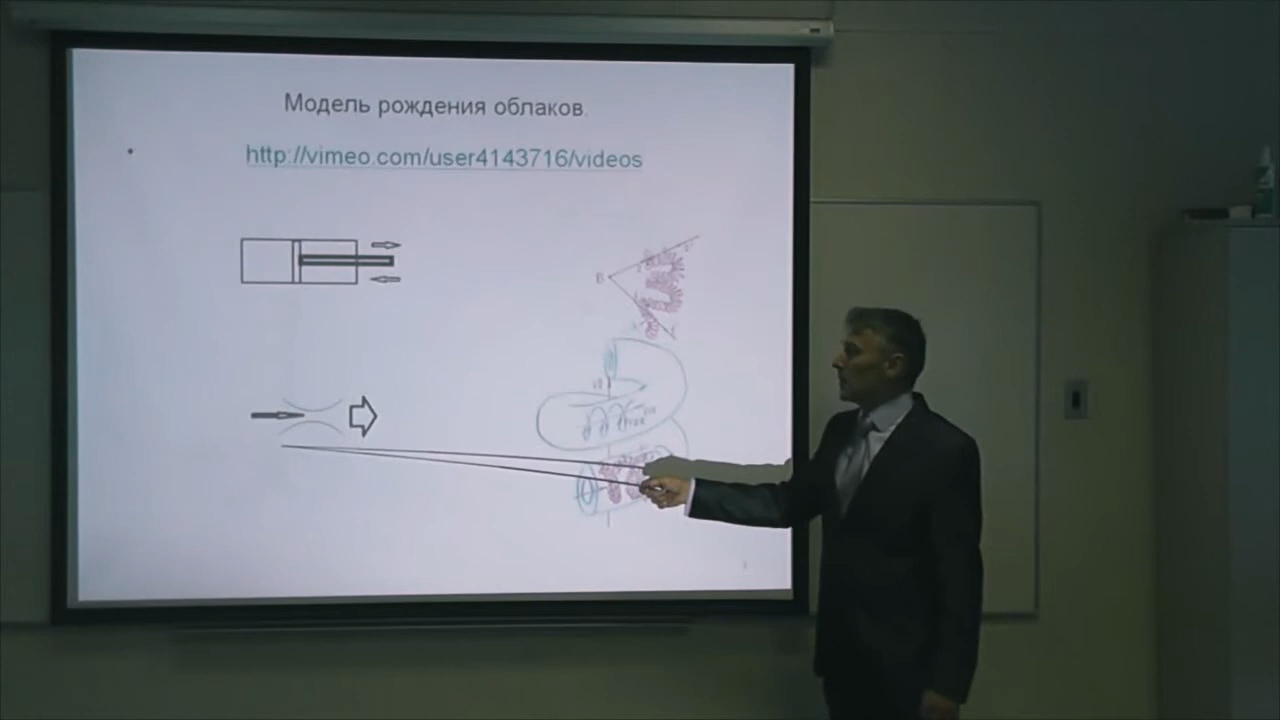 Модель рождения облаков.
http://vimeo.com/user4143716/videos
B